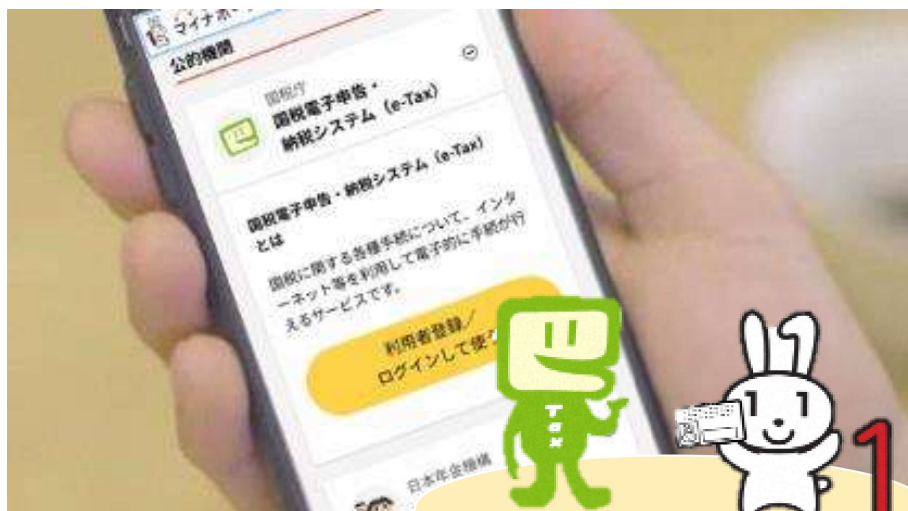 マイナポー
公的機関
国税庁
国税電子申告・
納税システム（e-Tax）
国税電子申告・納税システム（e-Tax）
とは
国税に関する各種手続について、インタ
ーネット等を利用して電子的に手続が行
えるサービスです。
利用者登録／
ログインして使う
Tax
1
日本年金機構